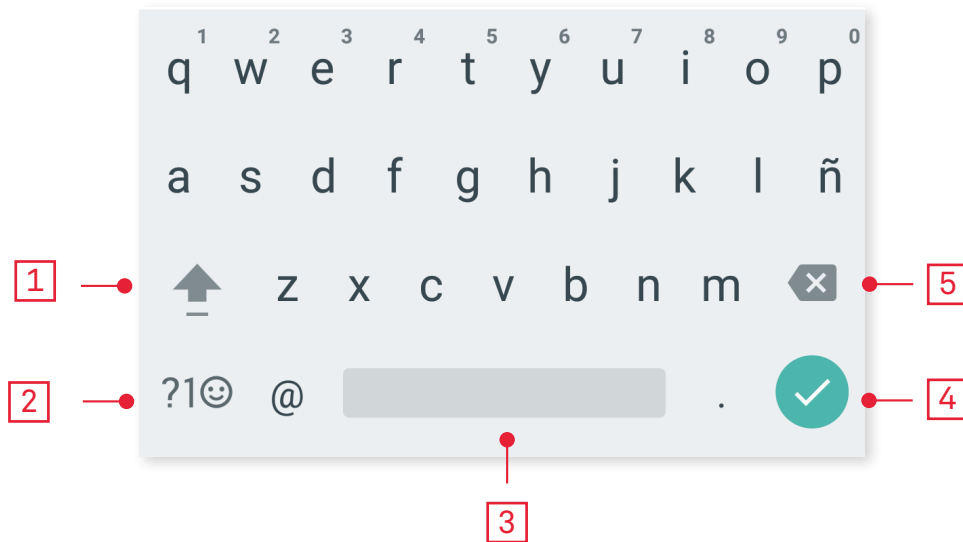 1 2 3 4 5 6 7 8 9 0
q w e r t y u i o p
a s d f g h j k l ñ
1 z x c v b n m 5
2 ?1☺ @ . 4
3